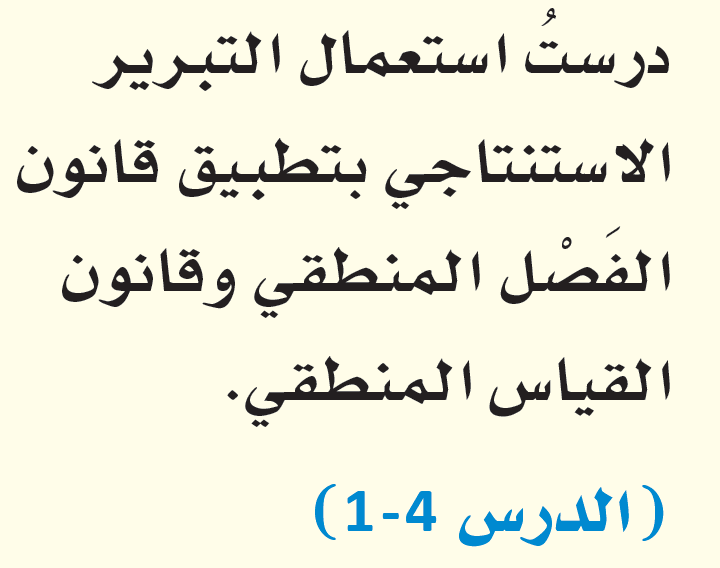 درستُ استعمال التبرير
الاستنتاجي بتطبيق قانون
الفَصْل المنطقي وقانون
القياس المنطقي.
(الدرس 4-1)